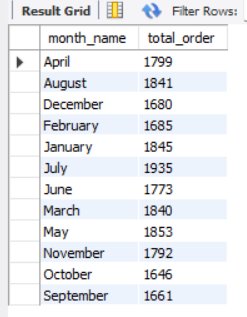 Result Grid Filter Rows:
month_name total_order
April 1799
August 1841
December 1680
February 1685
January 1845
July 1935
June 1773
March 1840
May 1853
November 1792
October 1646
September 1661